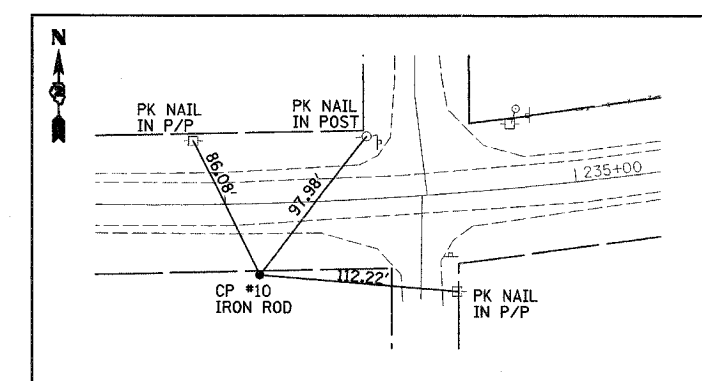 N
PK NAIL
IN P/P
PK NAIL
IN POST
86.08'
97.98'
1235+00
112.22'
CP #10
IRON ROD
PK NAIL
IN P/P